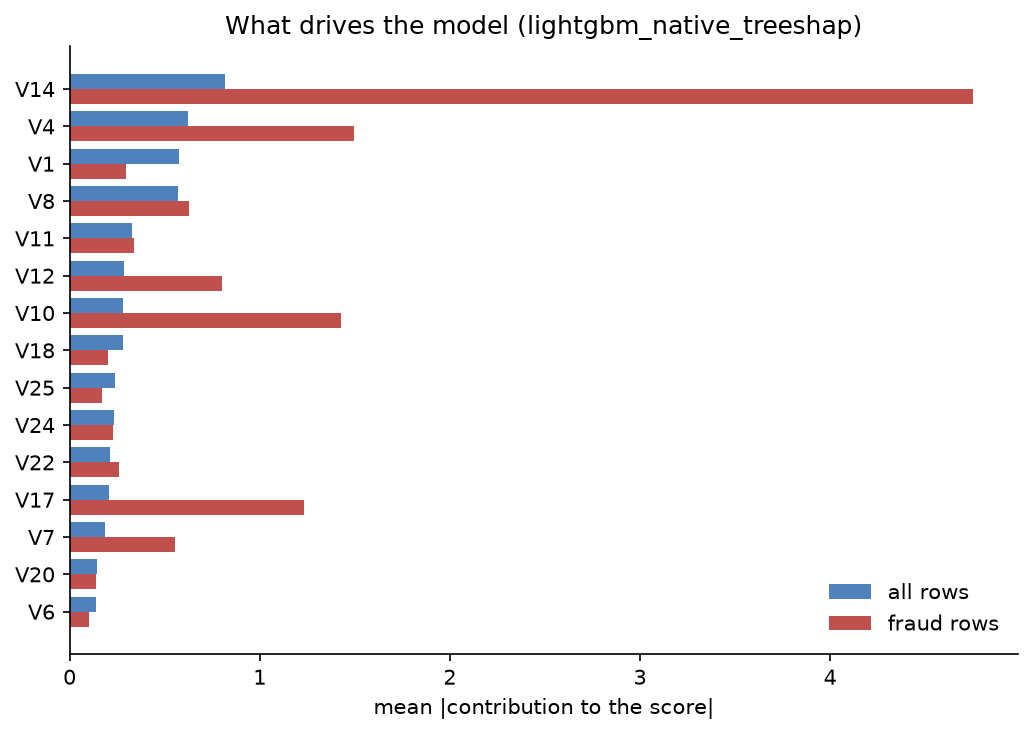 What drives the model (lightgbm_native_treeshap)
V14
V4
V1
V8
V11
V12
V10
V18
V25
V24
V22
V17
V7
V20
V6
all rows
fraud rows
0 1 2 3 4
mean |contribution to the score|